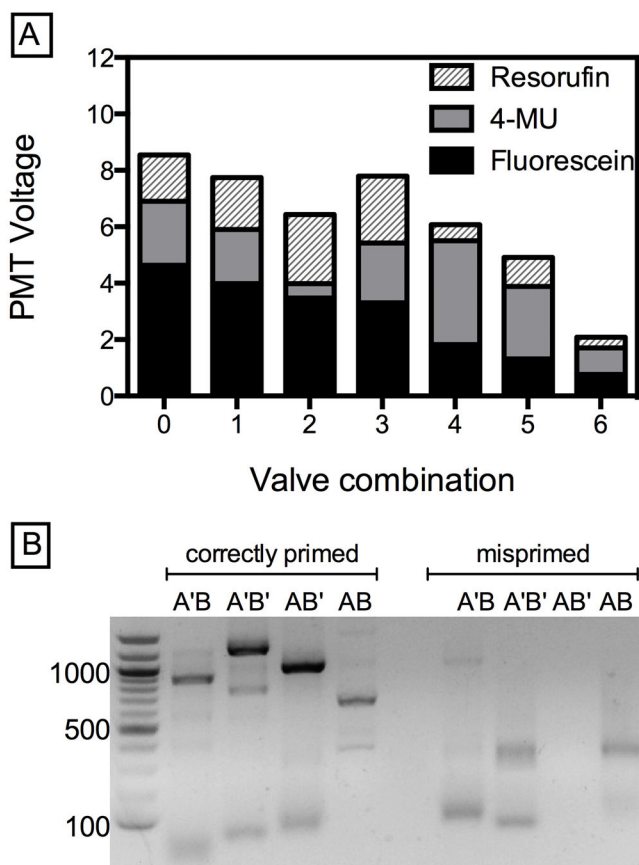 A
12
10
8
6
4
2
0
PMT Voltage
Resorufin
4-MU
Fluorescein
0 1 2 3 4 5 6
Valve combination
B
correctly primed misprimed
A'B A'B' AB' AB A'B A'B' AB' AB
1000
500
100